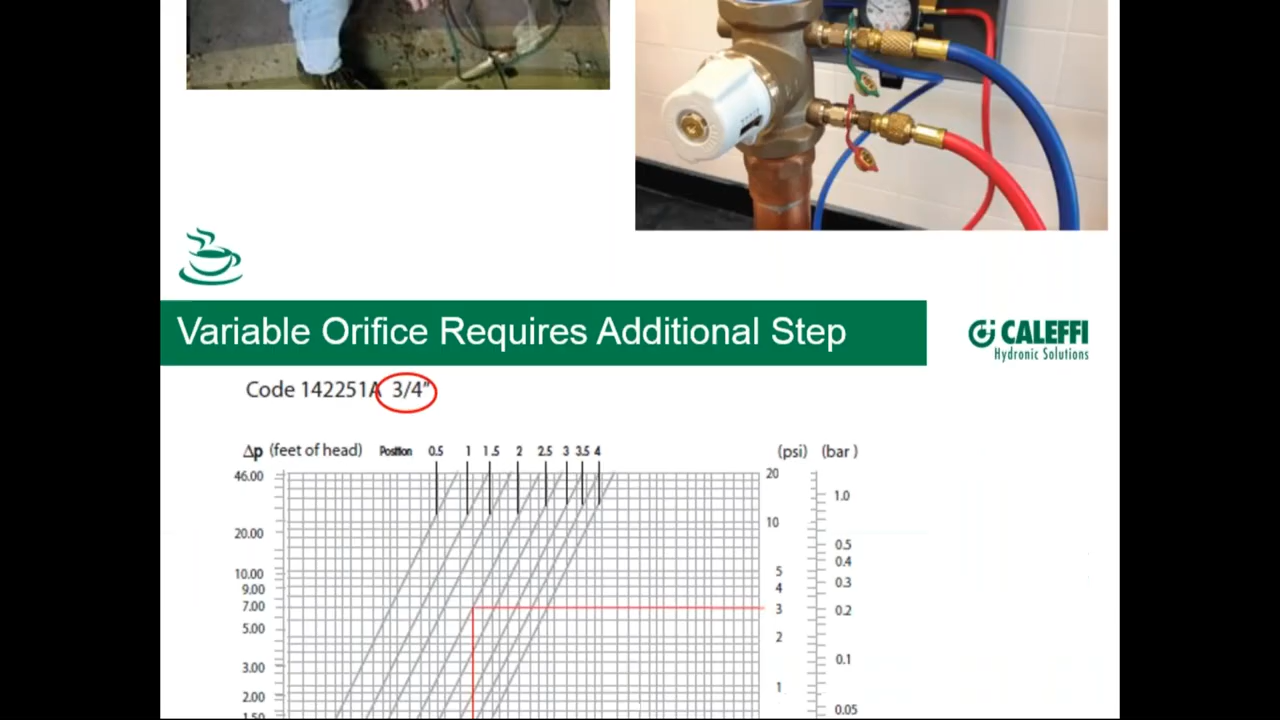 Variable Orifice Requires Additional Step
CALEFFI
Hydronic Solutions
Code 142251A 3/4"
Δp (feet of head) Position 0.5 1 1.5 2 2.5 3 3.5 4 (psi) (bar)
46.00 20
1.0
20.00 10
0.5
10.00 5 0.4
9.00 4 0.3
7.00 3 0.2
5.00 2
3.00 0.1
2.00 1
1.50 0.05